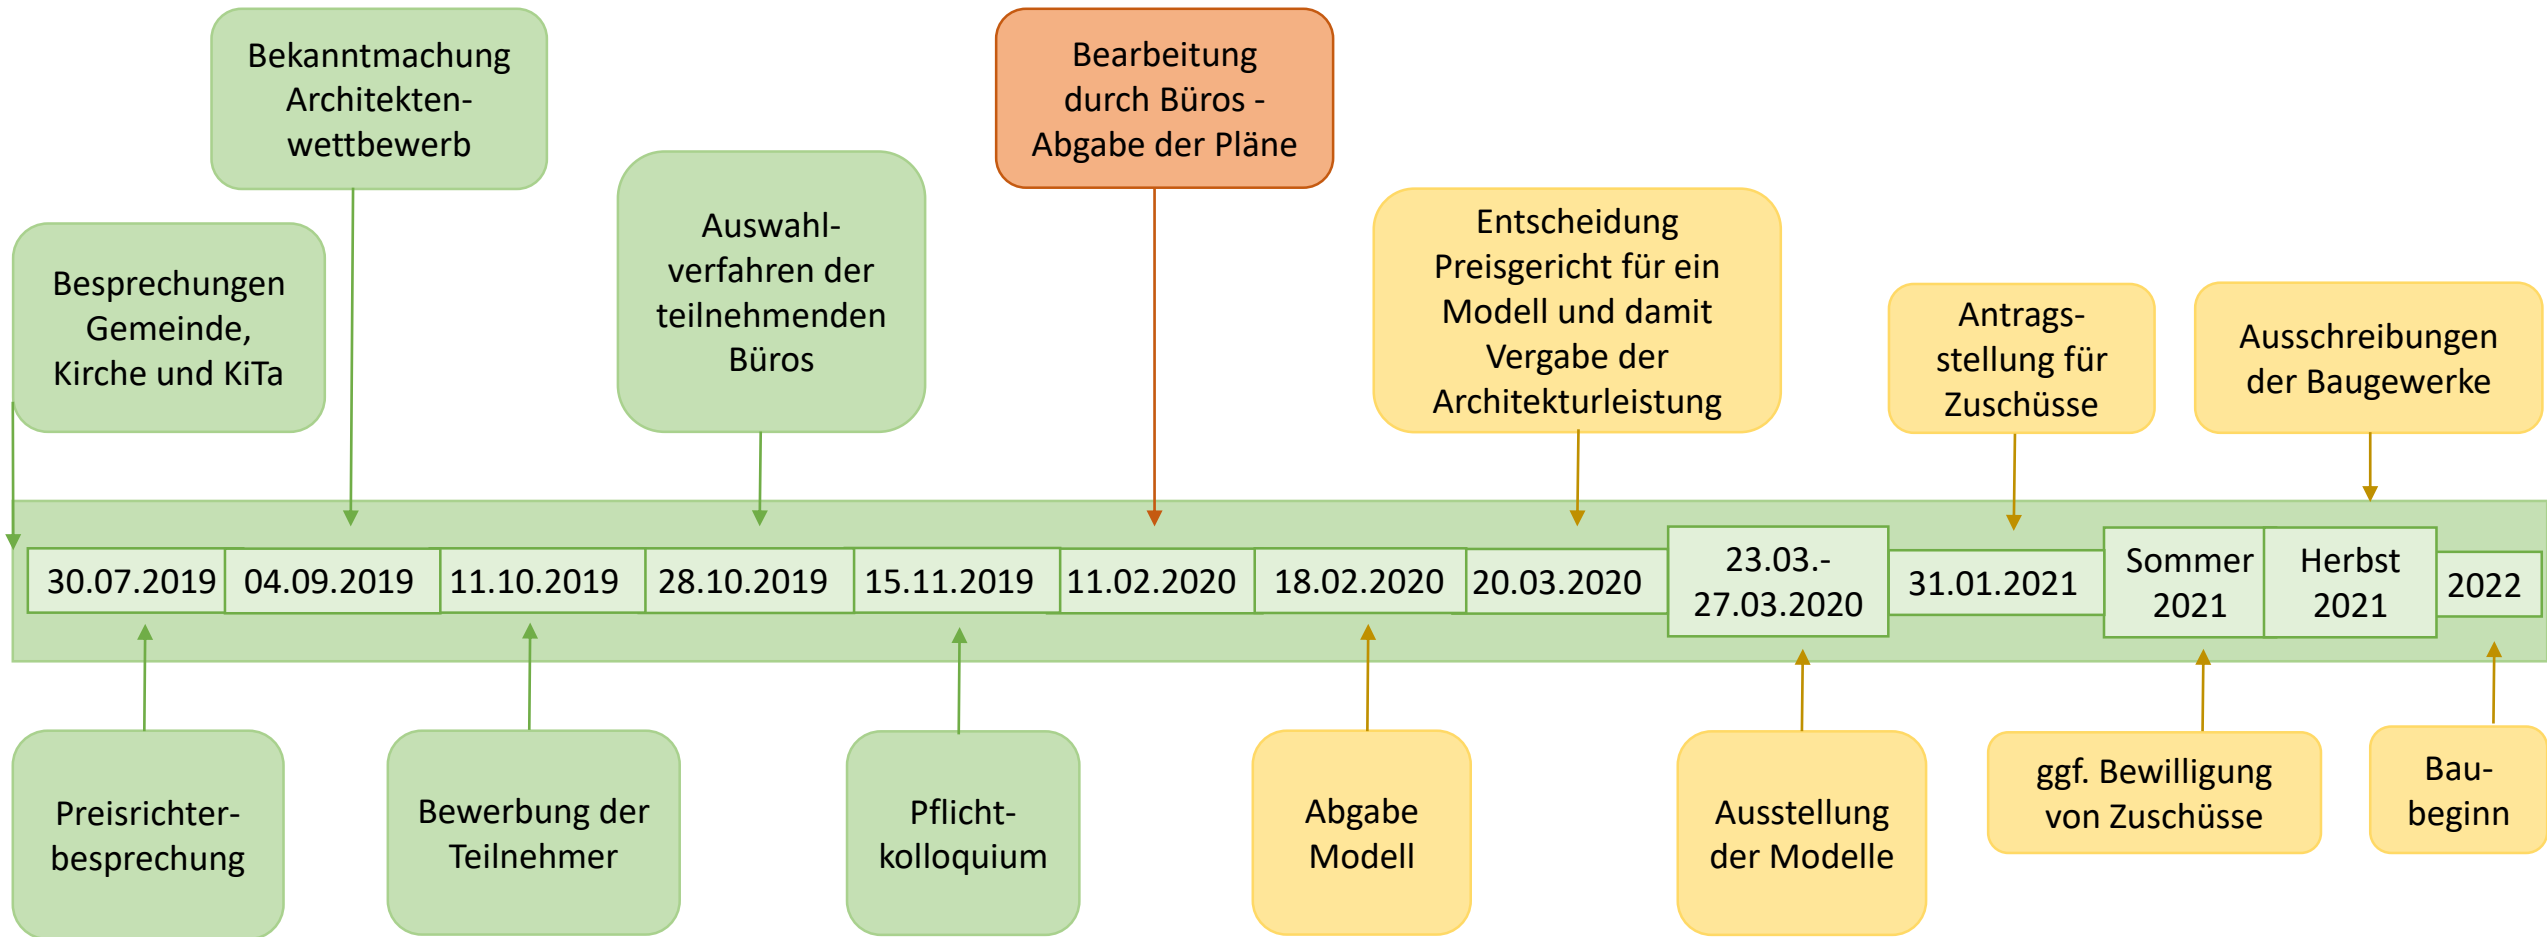 Bekanntmachung
Architekten-
wettbewerb
Bearbeitung
durch Büros -
Abgabe der Pläne
Auswahl-
verfahren der
teilnehmenden
Büros
Entscheidung
Preisgericht für ein
Modell und damit
Vergabe der
Architekturleistung
Besprechungen
Gemeinde,
Kirche und KiTa
Antrags-
stellung für
Zuschüsse
Ausschreibungen
der Baugewerke
30.07.2019
04.09.2019
11.10.2019
28.10.2019
15.11.2019
11.02.2020
18.02.2020
20.03.2020
23.03.-
27.03.2020
31.01.2021
Sommer
2021
Herbst
2021
2022
Preisrichter-
besprechung
Bewerbung der
Teilnehmer
Pflicht-
kolloquium
Abgabe
Modell
Ausstellung
der Modelle
ggf. Bewilligung
von Zuschüsse
Bau-
beginn